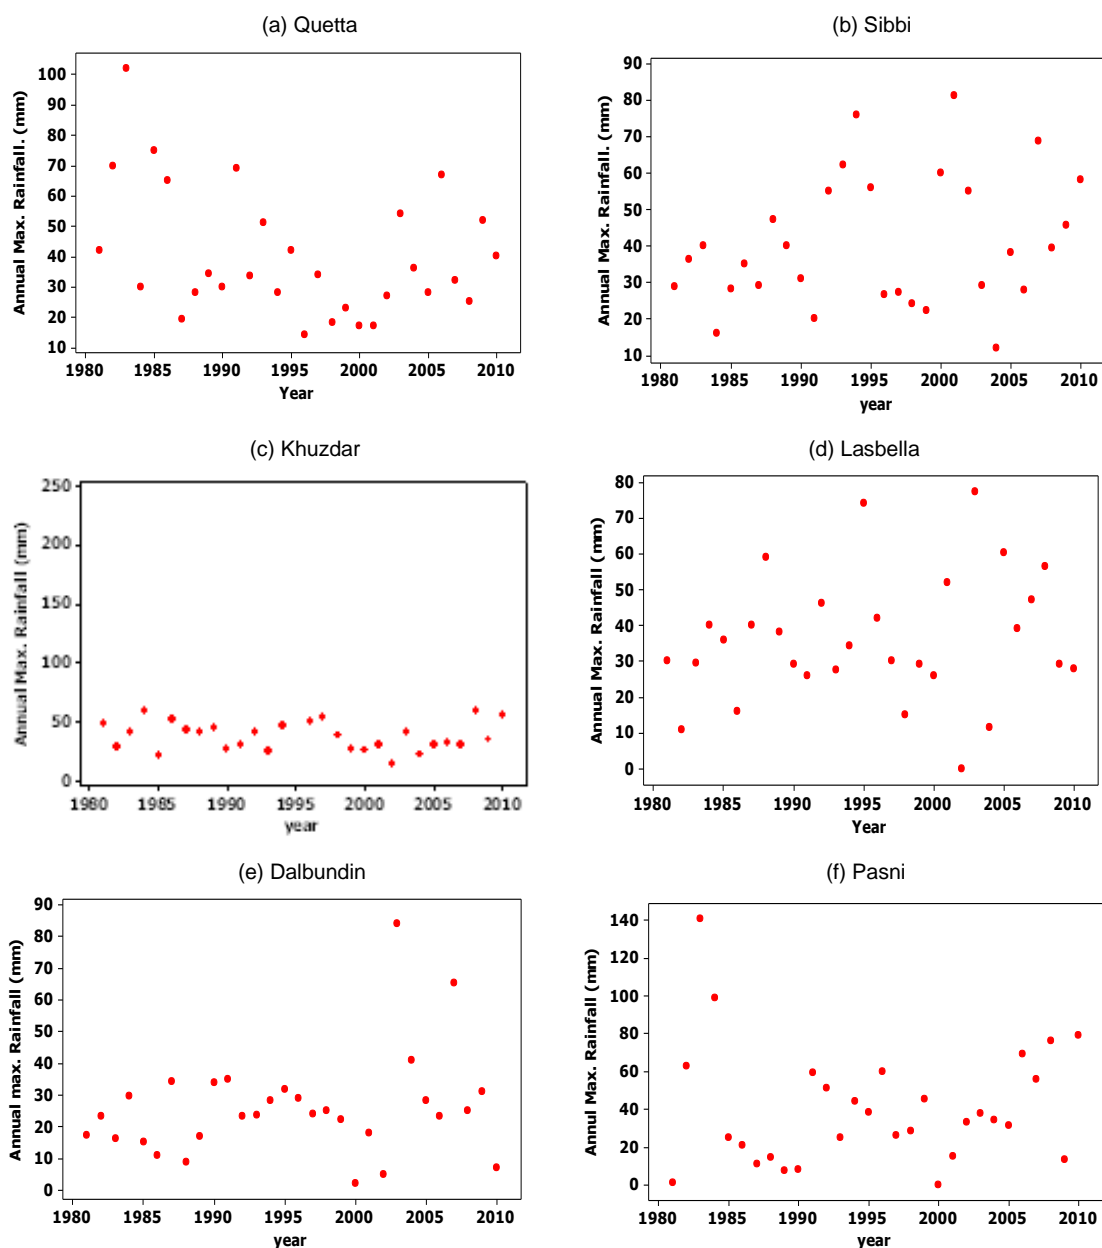 (a) Quetta
Annual Max. Rainfall. (mm)
100
90
80
70
60
50
40
30
20
10
1980 1985 1990 1995 2000 2005 2010
Year
(b) Sibbi
Annual Max. Rainfall. (mm)
90
80
70
60
50
40
30
20
10
1980 1985 1990 1995 2000 2005 2010
year
(c) Khuzdar
Annual Max. Rainfall (mm)
250
200
150
100
50
0
1980 1985 1990 1995 2000 2005 2010
year
(d) Lasbella
Annual Max. Rainfall (mm)
80
70
60
50
40
30
20
10
0
1980 1985 1990 1995 2000 2005 2010
Year
(e) Dalbundin
Annual max. Rainfall (mm)
90
80
70
60
50
40
30
20
10
0
1980 1985 1990 1995 2000 2005 2010
year
(f) Pasni
Annul Max. Rainfall (mm)
140
120
100
80
60
40
20
0
1980 1985 1990 1995 2000 2005 2010
year